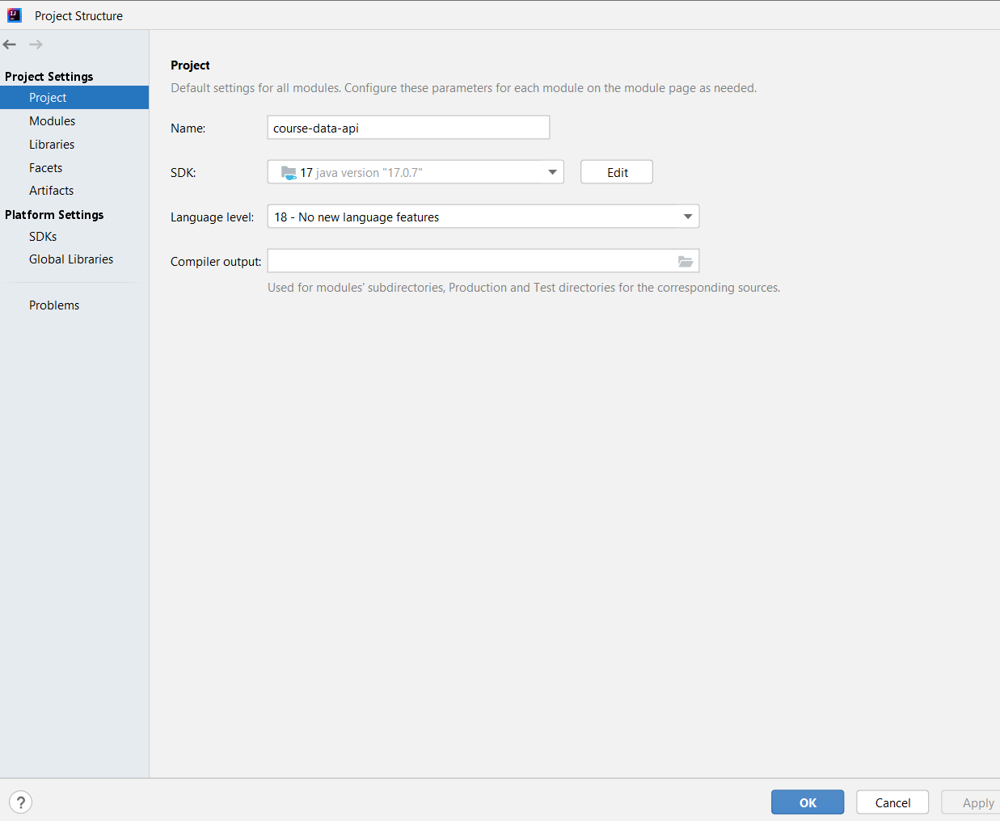 Project Structure
Project Settings
Project
Modules
Libraries
Facets
Artifacts
Platform Settings
SDKs
Global Libraries
Problems
Project
Default settings for all modules. Configure these parameters for each module on the module page as needed.
Name: course-data-api
SDK: 17 java version "17.0.7" Edit
Language level: 18 - No new language features
Compiler output:
Used for modules' subdirectories, Production and Test directories for the corresponding sources.
? OK Cancel Apply